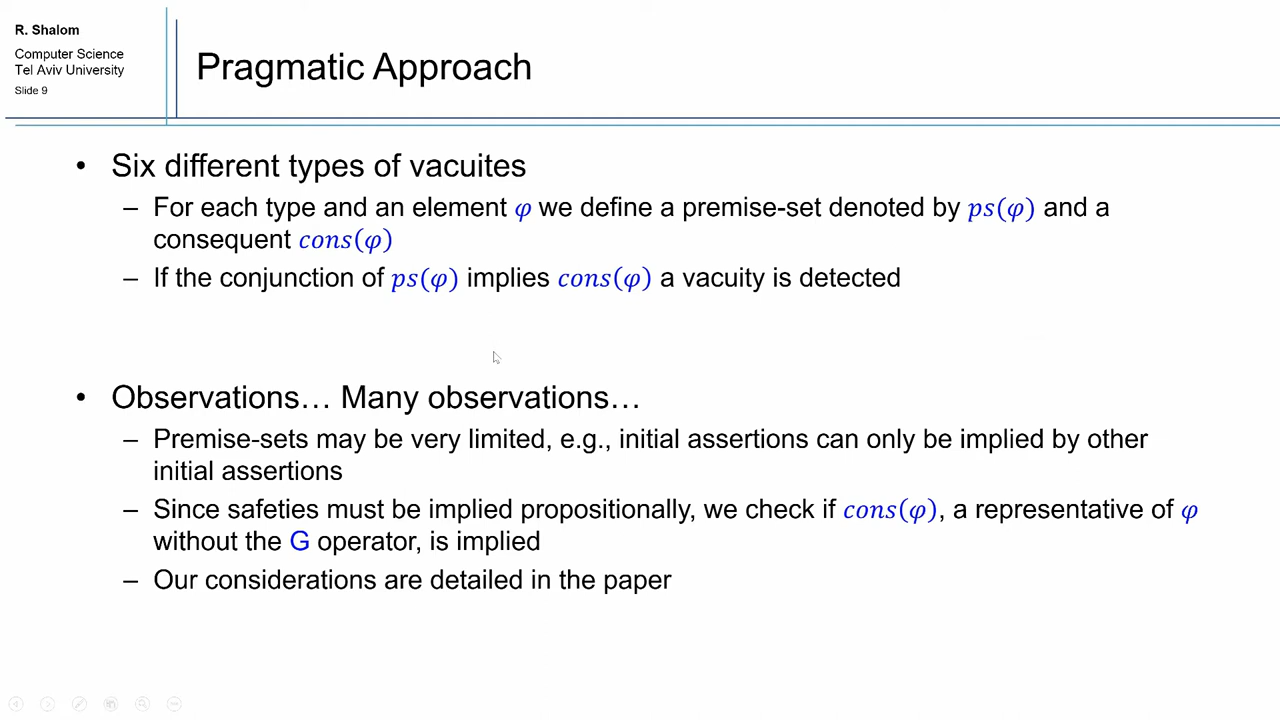 R. Shalom
Computer Science
Tel Aviv University
Slide 9
Pragmatic Approach
• Six different types of vacuites
– For each type and an element φ we define a premise-set denoted by ps(φ) and a
consequent cons(φ)
– If the conjunction of ps(φ) implies cons(φ) a vacuity is detected
• Observations… Many observations…
– Premise-sets may be very limited, e.g., initial assertions can only be implied by other
initial assertions
– Since safeties must be implied propositionally, we check if cons(φ), a representative of φ
without the G operator, is implied
– Our considerations are detailed in the paper